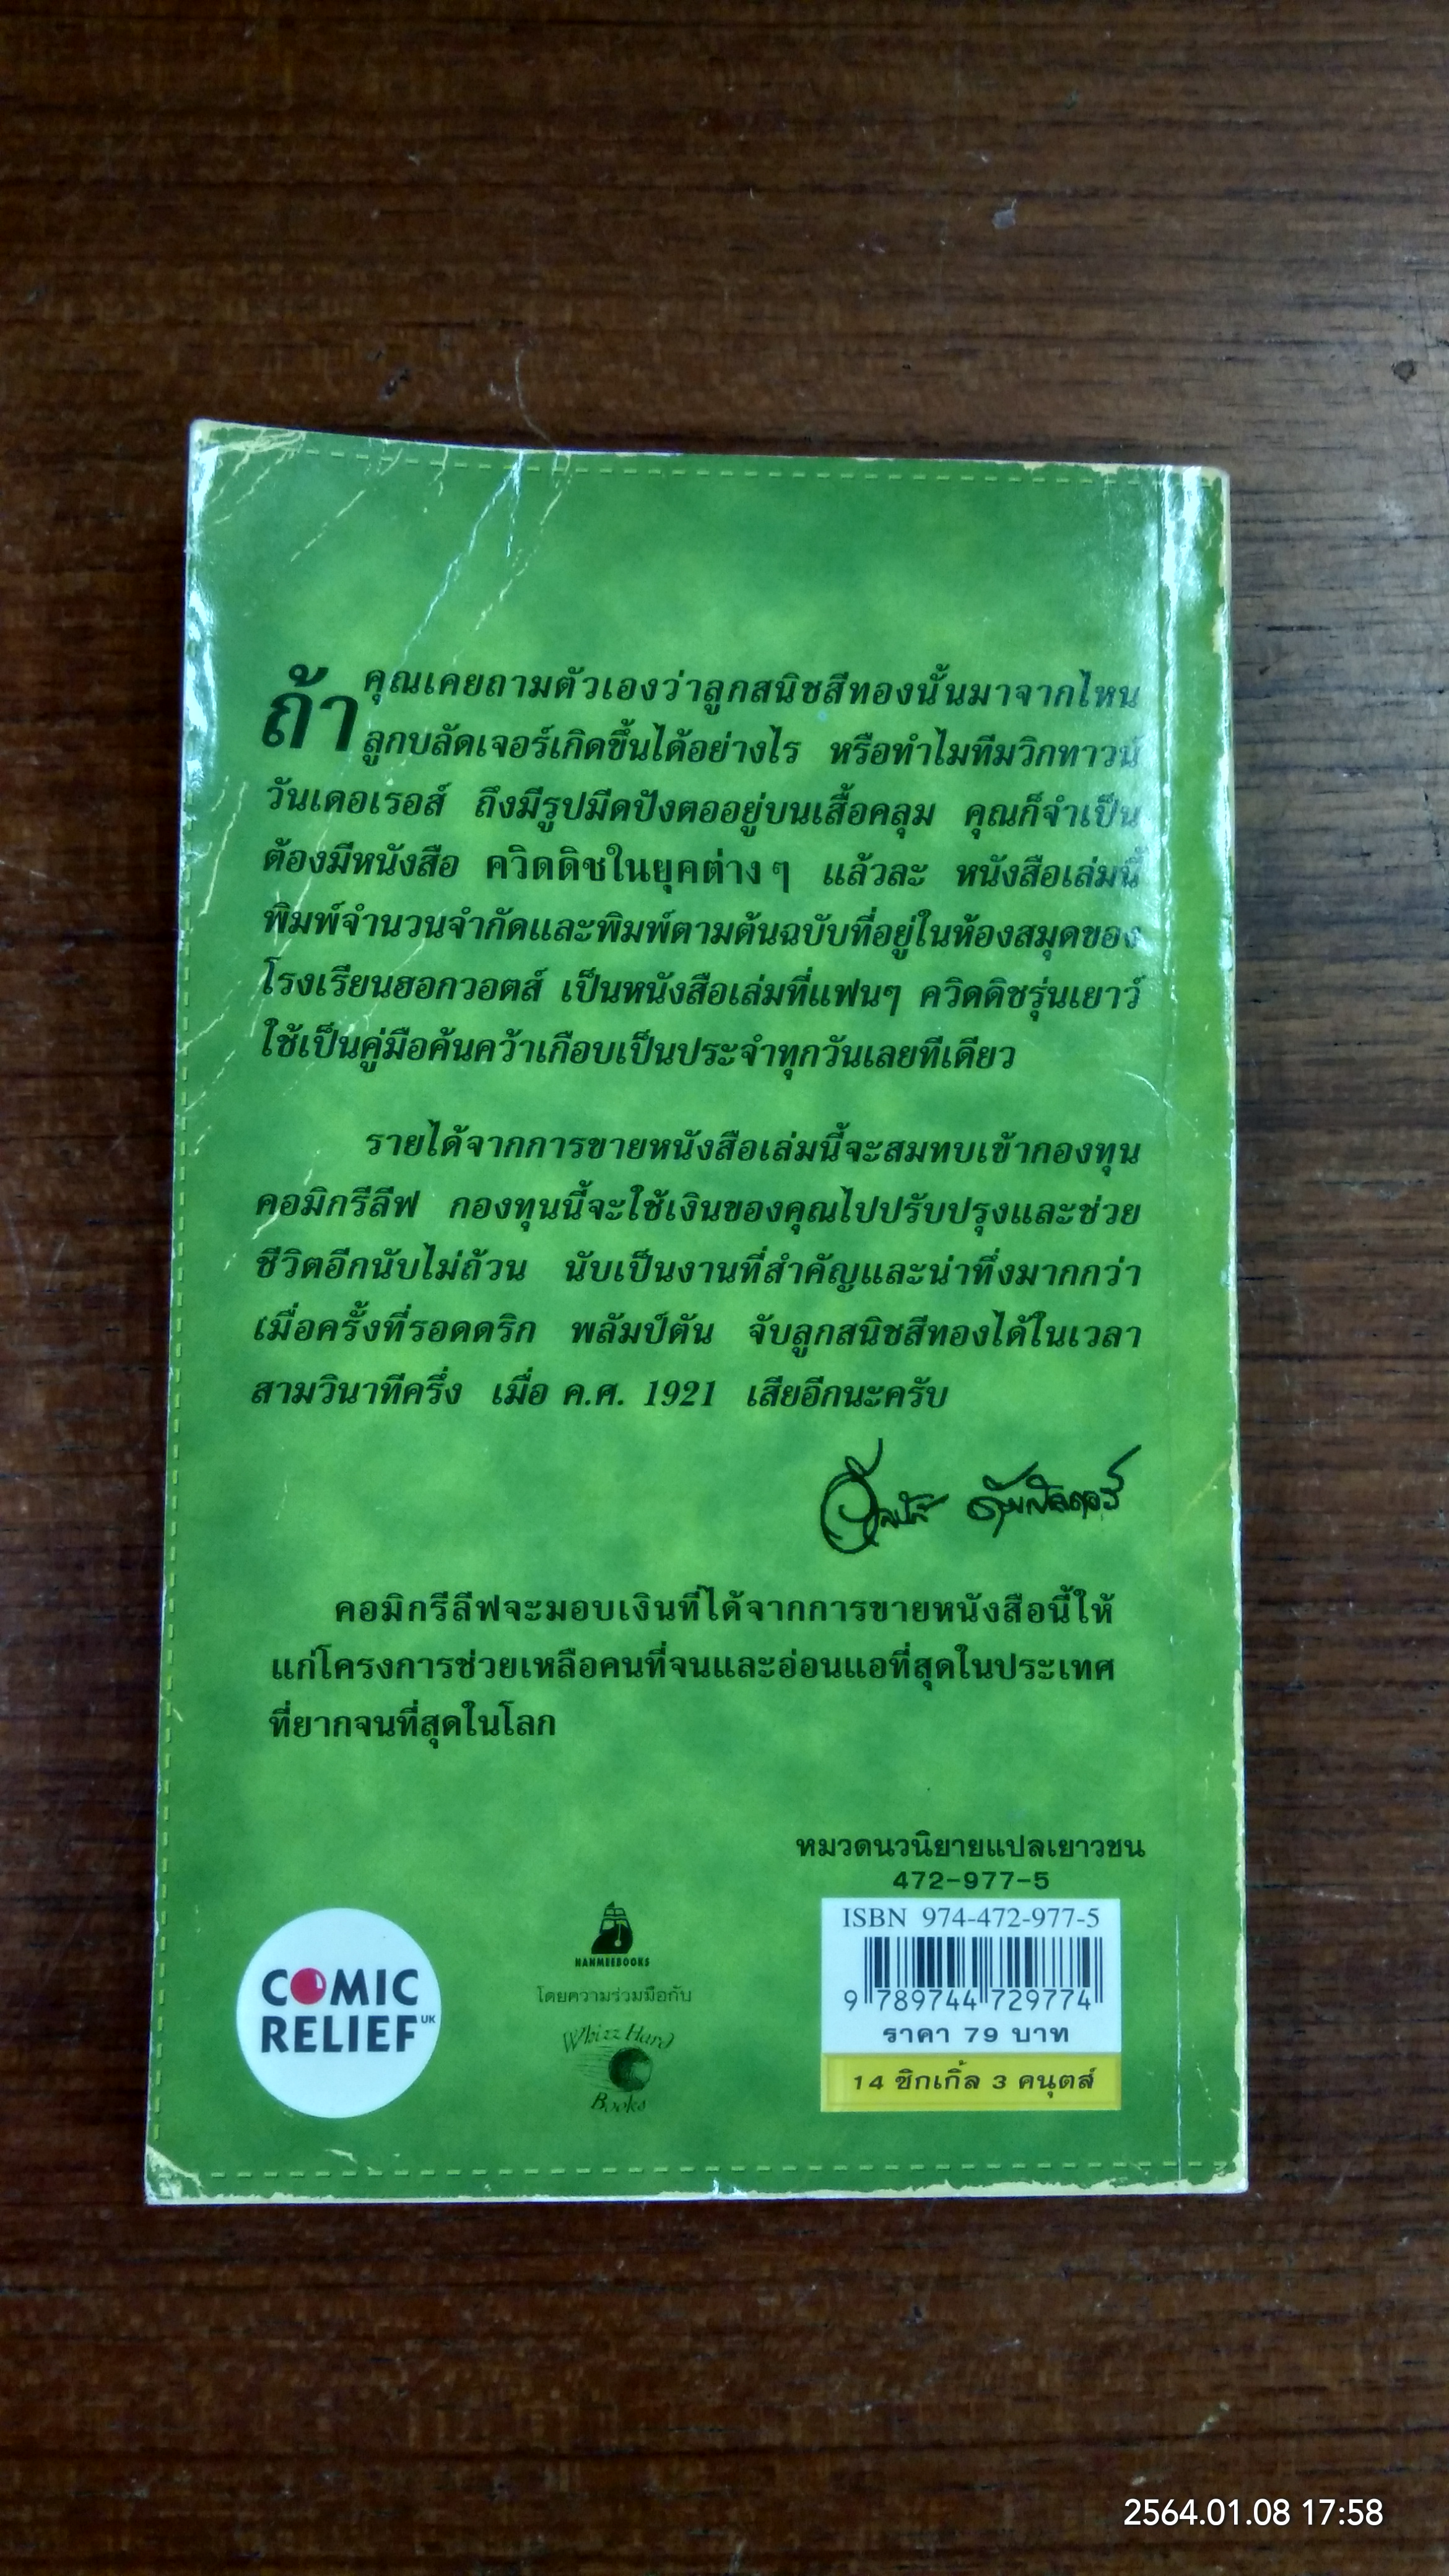 ถ้าคุณเคยถามตัวเองว่าลูกสนิชสีทองนั้นมาจากไหน
ลูกบลัดเจอร์เกิดขึ้นได้อย่างไร หรือทำไมทีมวิกทาวน์
วันเดอเรอส์ ถึงมีรูปมีดปังตออยู่บนเสื้อคลุม คุณก็จำเป็น
ต้องมีหนังสือ ควิดดิชในยุคต่างๆ แล้วละ หนังสือเล่มนี้
พิมพ์จำนวนจำกัดและพิมพ์ตามต้นฉบับที่อยู่ในห้องสมุดของ
โรงเรียนฮอกวอตส์ เป็นหนังสือเล่มที่แฟนๆ ควิดดิชรุ่นเยาว์
ใช้เป็นคู่มือค้นคว้าเกือบเป็นประจำทุกวันเลยทีเดียว
รายได้จากการขายหนังสือเล่มนี้จะสมทบเข้ากองทุน
คอมิกรีลีฟ กองทุนนี้จะใช้เงินของคุณไปปรับปรุงและช่วย
ชีวิตอีกนับไม่ถ้วน นับเป็นงานที่สำคัญและน่าทึ่งมากกว่า
เมื่อครั้งที่รอดดริก พลัมป์ตัน จับลูกสนิชสีทองได้ในเวลา
สามวินาทีครึ่ง เมื่อ ค.ศ. 1921 เสียอีกนะครับ
อัลบัส ดัมเบิลดอร์
คอมิกรีลีฟจะมอบเงินที่ได้จากการขายหนังสือนี้ให้
แก่โครงการช่วยเหลือคนที่จนและอ่อนแอที่สุดในประเทศ
ที่ยากจนที่สุดในโลก
หมวดนวนิยายแปลเยาวชน
472-977-5
ISBN 974-472-977-5
9 789744 729774
ราคา 79 บาท
14 ซิกเกิ้ล 3 คนุตส์
NANMEEBOOKS
โดยความร่วมมือกับ
Whizz Hard
Books
COMIC
RELIEF UK
2564.01.08 17:58